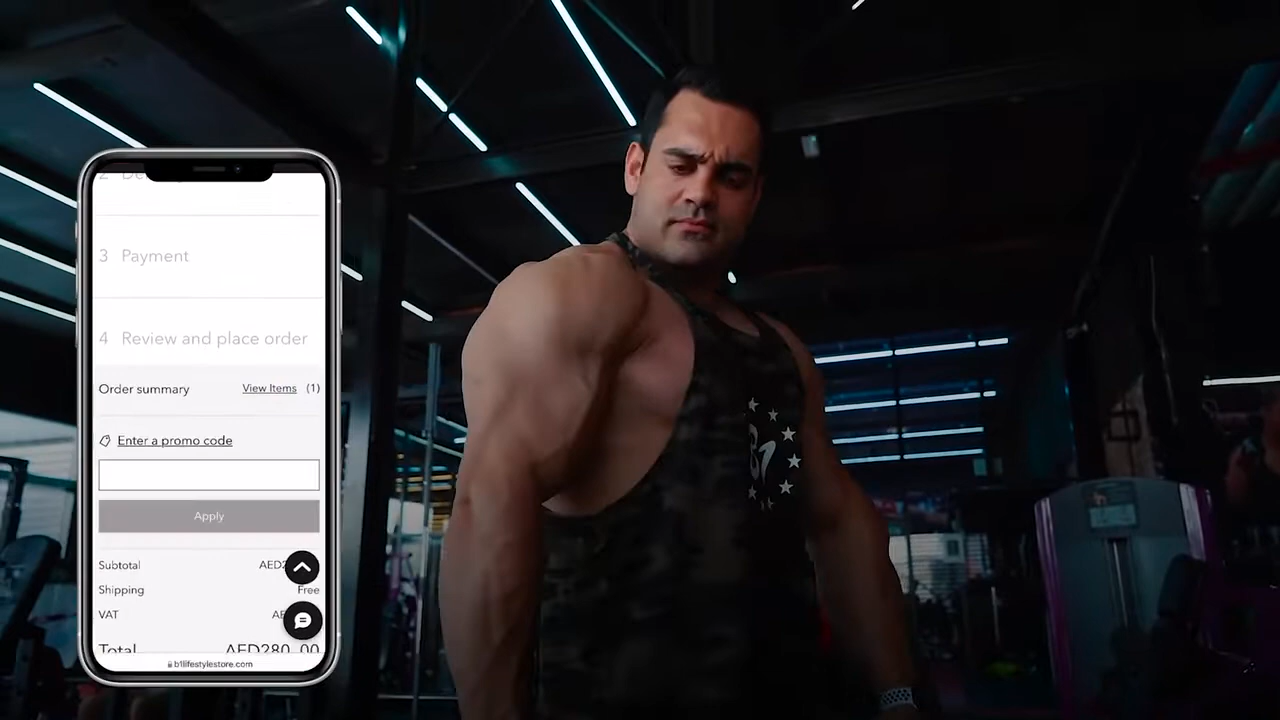 3 Payment
4 Review and place order
Order summary View Items (1)
Enter a promo code
Apply
Subtotal
Shipping Free
VAT
Total AED280.00
b1lifestylestore.com
B1